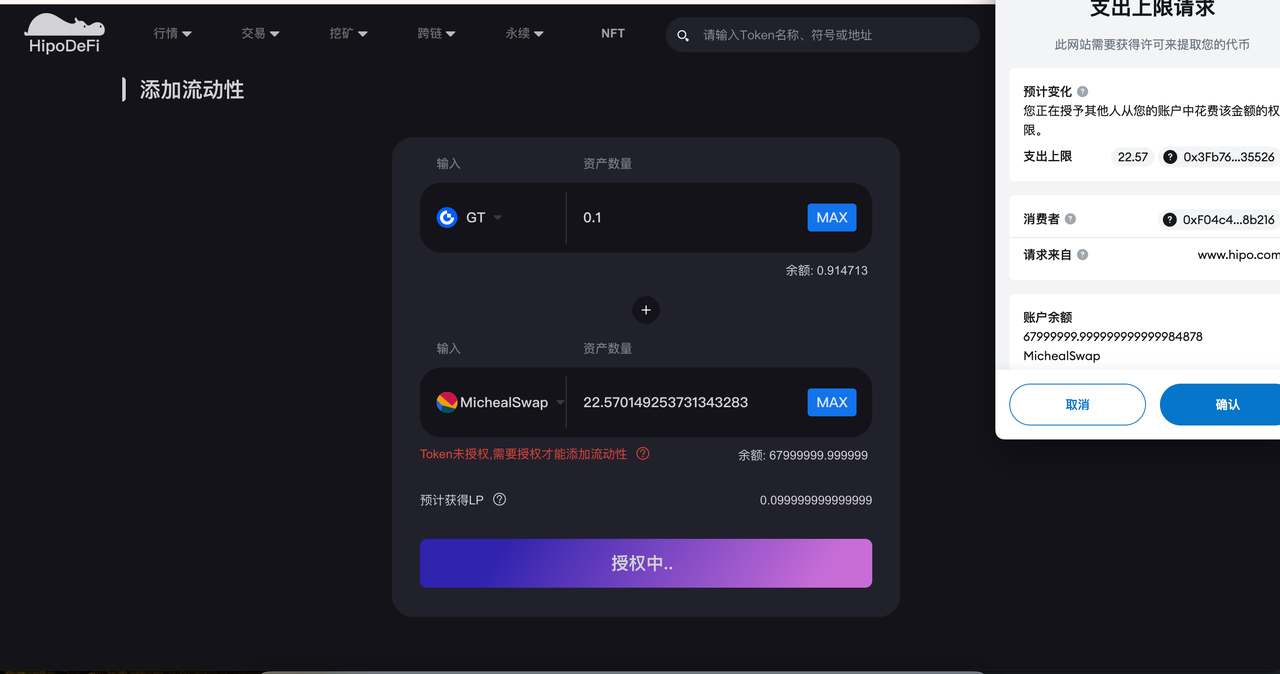 HipoDeFi
行情
交易
挖矿
跨链
永续
NFT
请输入Token名称、符号或地址
添加流动性
输入
资产数量
GT
0.1
MAX
余额: 0.914713
+
输入
资产数量
MichealSwap
22.570149253731343283
MAX
Token未授权,需要授权才能添加流动性
余额: 67999999.999999
预计获得LP
0.099999999999999
授权中..
支出上限请求
此网站需要获得许可来提取您的代币
预计变化
您正在授予其他人从您的账户中花费该金额的权
限。
支出上限
22.57
0x3Fb76...35526
消费者
0xF04c4...8b216
请求来自
www.hipo.com
账户余额
67999999.999999999999984878
MichealSwap
取消
确认